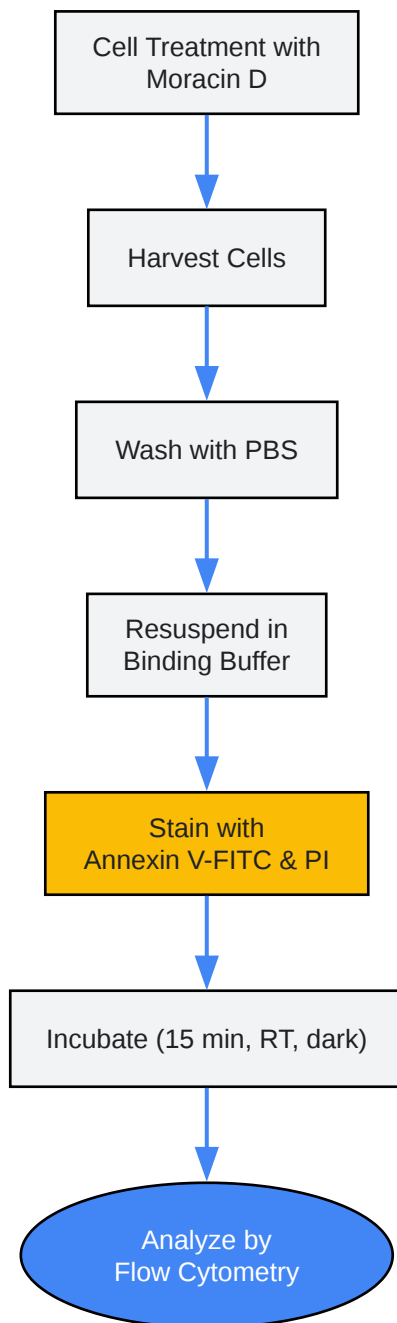 Cell Treatment with
Moracin D
Harvest Cells
Wash with PBS
Resuspend in
Binding Buffer
Stain with
Annexin V-FITC & PI
Incubate (15 min, RT, dark)
Analyze by
Flow Cytometry